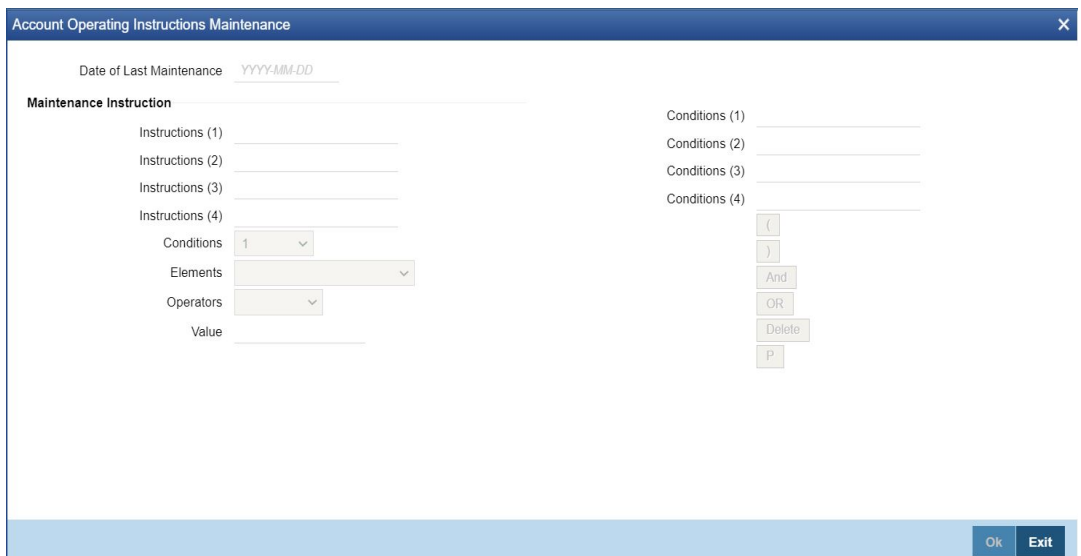 Account Operating Instructions Maintenance X
Date of Last Maintenance YYYY-MM-DD
Maintenance Instruction
Instructions (1)
Instructions (2)
Instructions (3)
Instructions (4)
Conditions 1
Elements
Operators
Value
Conditions (1)
Conditions (2)
Conditions (3)
Conditions (4)
(
)
And
OR
Delete
P
Ok Exit